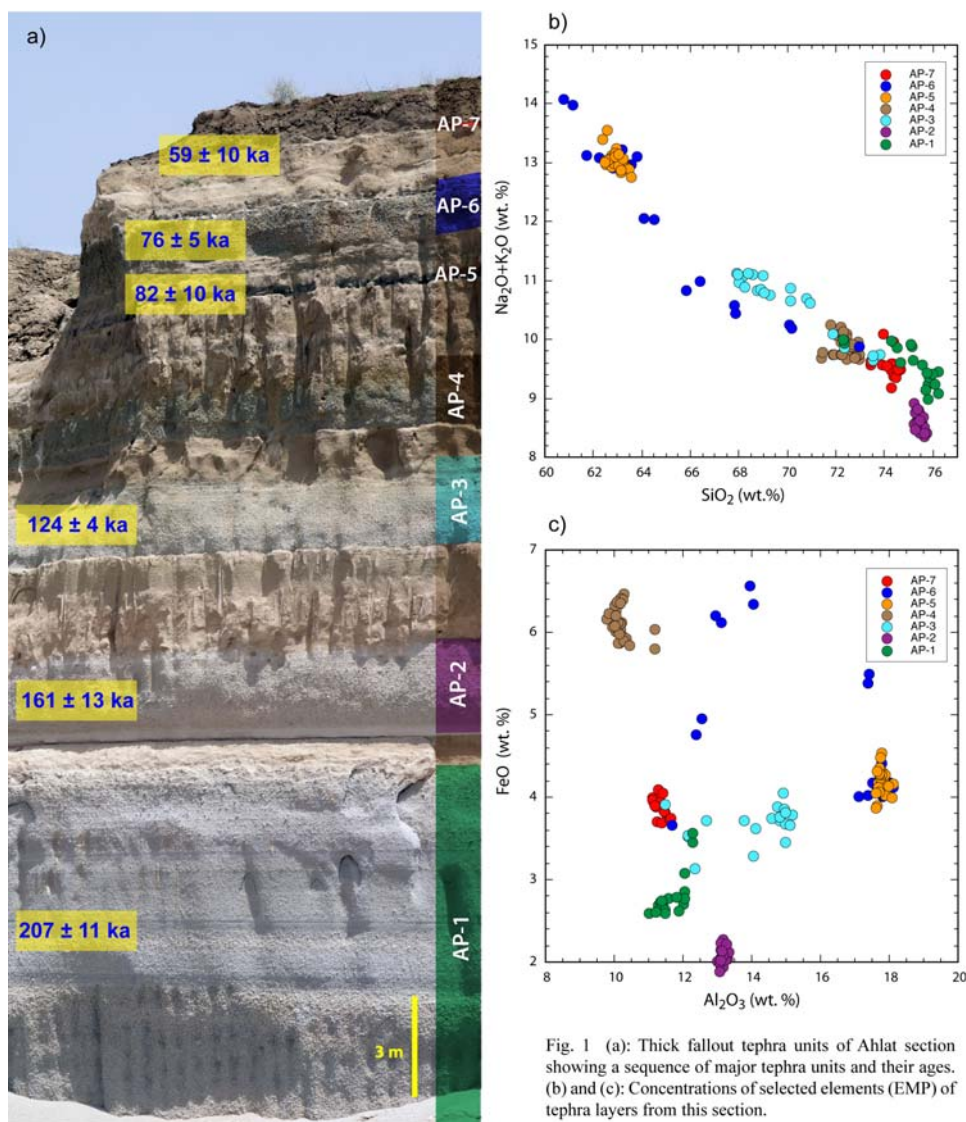 a)
AP-7
59 ± 10 ka
AP-6
76 ± 5 ka
AP-5
82 ± 10 ka
AP-4
AP-3
124 ± 4 ka
AP-2
161 ± 13 ka
AP-1
207 ± 11 ka
3 m
b)
15
14
13
12
11
10
9
8
Na₂O+K₂O (wt. %)
60 62 64 66 68 70 72 74 76
SiO₂ (wt.%)
AP-7
AP-6
AP-5
AP-4
AP-3
AP-2
AP-1
c)
7
6
5
4
3
2
FeO (wt. %)
8 10 12 14 16 18 20
Al₂O₃ (wt. %)
AP-7
AP-6
AP-5
AP-4
AP-3
AP-2
AP-1
Fig. 1 (a): Thick fallout tephra units of Ahlat section
showing a sequence of major tephra units and their ages.
(b) and (c): Concentrations of selected elements (EMP) of
tephra layers from this section.